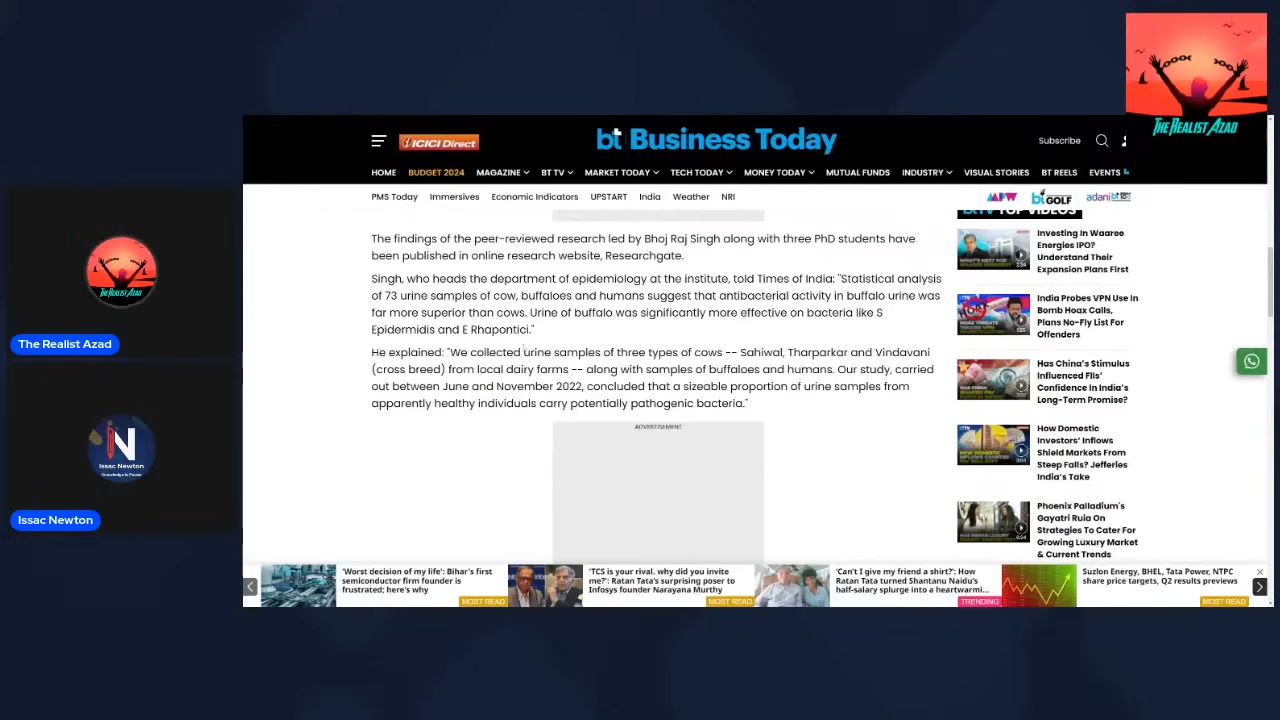 THE REALIST AZAD
bt Business Today
ICICI Direct
Subscribe
HOME BUDGET 2024 MAGAZINE BT TV MARKET TODAY TECH TODAY MONEY TODAY MUTUAL FUNDS INDUSTRY VISUAL STORIES BT REELS EVENTS
PMS Today Immersives Economic Indicators UPSTART India Weather NRI
bt GOLF
adani
BTTV TOP VIDEOS
The findings of the peer-reviewed research led by Bhoj Raj Singh along with three PhD students have
been published in online research website, Researchgate.
Singh, who heads the department of epidemiology at the institute, told Times of India: "Statistical analysis
of 73 urine samples of cow, buffaloes and humans suggest that antibacterial activity in buffalo urine was
far more superior than cows. Urine of buffalo was significantly more effective on bacteria like S
Epidermidis and E Rhapontici."
He explained: "We collected urine samples of three types of cows -- Sahiwal, Tharparkar and Vindavani
(cross breed) from local dairy farms -- along with samples of buffaloes and humans. Our study, carried
out between June and November 2022, concluded that a sizeable proportion of urine samples from
apparently healthy individuals carry potentially pathogenic bacteria."
ADVERTISEMENT
Investing In Waaree
Energies IPO?
Understand Their
Expansion Plans First
India Probes VPN Use In
Bomb Hoax Calls,
Plans No-Fly List For
Offenders
Has China's Stimulus
Influenced FIIs'
Confidence In India's
Long-Term Promise?
How Domestic
Investors' Inflows
Shield Markets From
Steep Falls? Jefferies
India's Take
Phoenix Palladium's
Gayatri Ruia On
Strategies To Cater For
Growing Luxury Market
& Current Trends
The Realist Azad
Issac Newton
Knowledge Is Power
Issac Newton
'Worst decision of my life': Bihar's first
semiconductor firm founder is
frustrated; here's why
MOST READ
'TCS is your rival. why did you invite
me?': Ratan Tata's surprising poser to
Infosys founder Narayana Murthy
MOST READ
'Can't I give my friend a shirt?': How
Ratan Tata turned Shantanu Naidu's
half-salary splurge into a heartwarmi...
TRENDING
Suzlon Energy, BHEL, Tata Power, NTPC
share price targets, Q2 results previews
MOST READ